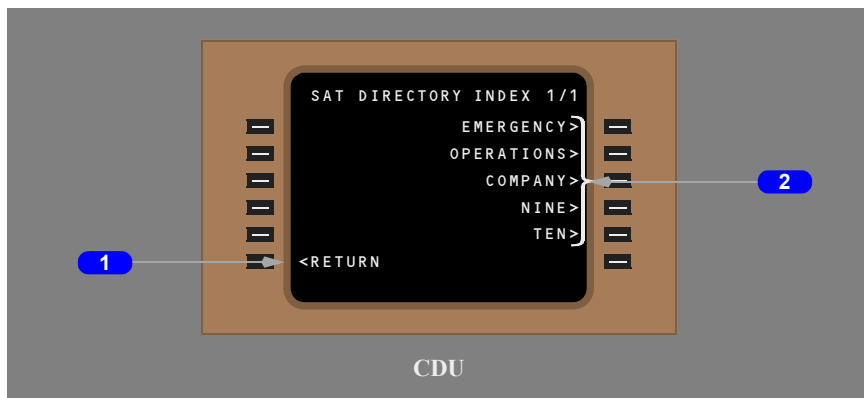 SAT DIRECTORY INDEX 1/1
EMERGENCY>
OPERATIONS>
COMPANY>
2
NINE>
TEN>
1
<RETURN
CDU